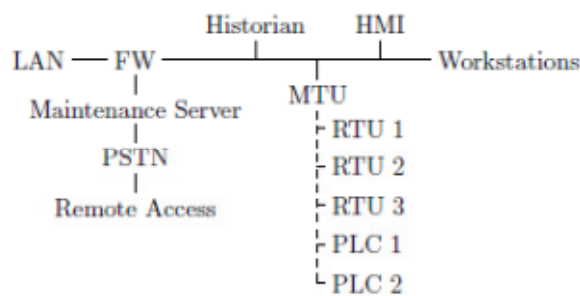 Historian
HMI
LAN
FW
Workstations
MTU
Maintenance Server
RTU 1
PSTN
RTU 2
Remote Access
RTU 3
PLC 1
PLC 2